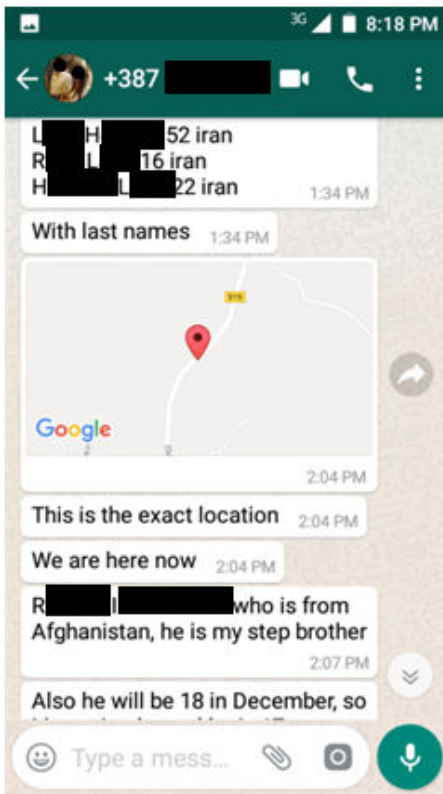 3G 8:18 PM
+387
L H 52 iran
R L 16 iran
H L 22 iran
1:34 PM
With last names 1:34 PM
919
Google
2:04 PM
This is the exact location 2:04 PM
We are here now 2:04 PM
R I who is from
Afghanistan, he is my step brother
2:07 PM
Also he will be 18 in December, so
Type a mess...